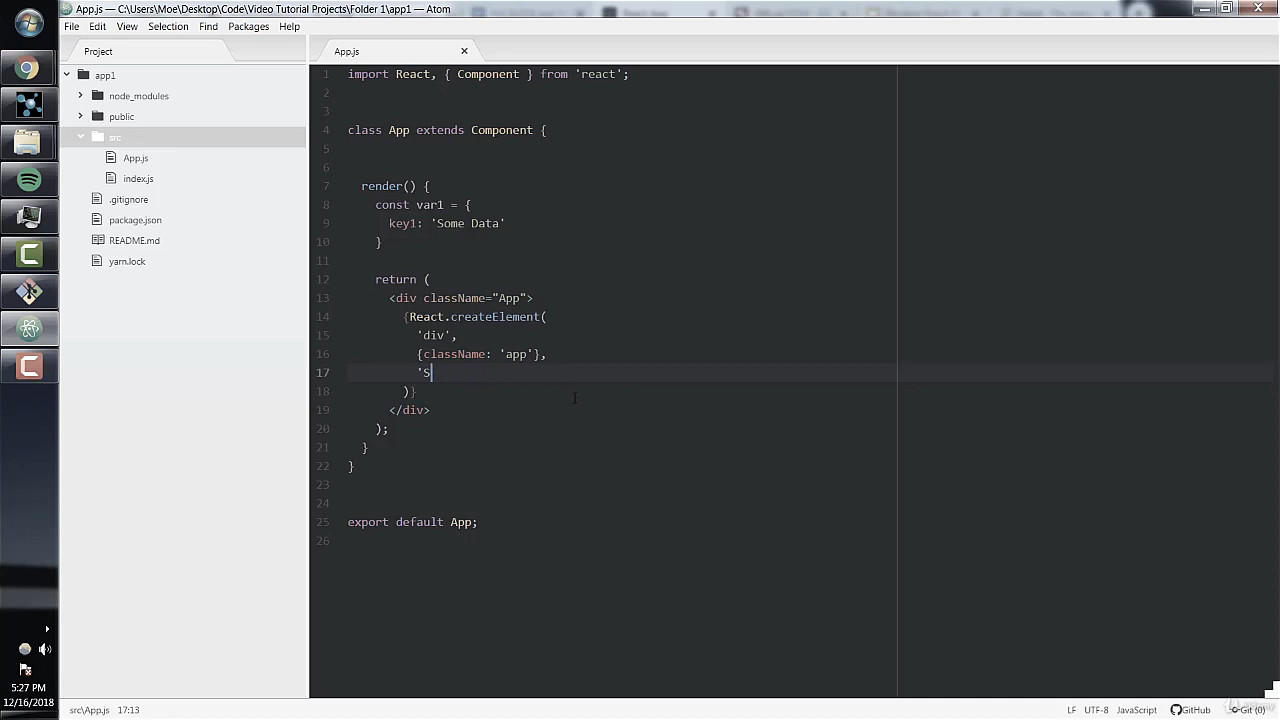 App.js — C:\Users\Moe\Desktop\Code\Video Tutorial Projects\Folder 1\app1 — Atom
File Edit View Selection Find Packages Help
Project
App.js
app1
node_modules
public
src
App.js
index.js
.gitignore
package.json
README.md
yarn.lock
1 import React, { Component } from 'react';
2
3
4 class App extends Component {
5
6
7 render() {
8 const var1 = {
9 key1: 'Some Data'
10 }
11
12 return (
13 <div className="App">
14 {React.createElement(
15 'div',
16 {className: 'app'},
17 'S
18 )}
19 </div>
20 );
21 }
22 }
23
24
25 export default App;
26
5:27 PM
12/16/2018
src\App.js 17:13
LF UTF-8 JavaScript GitHub Git (0)